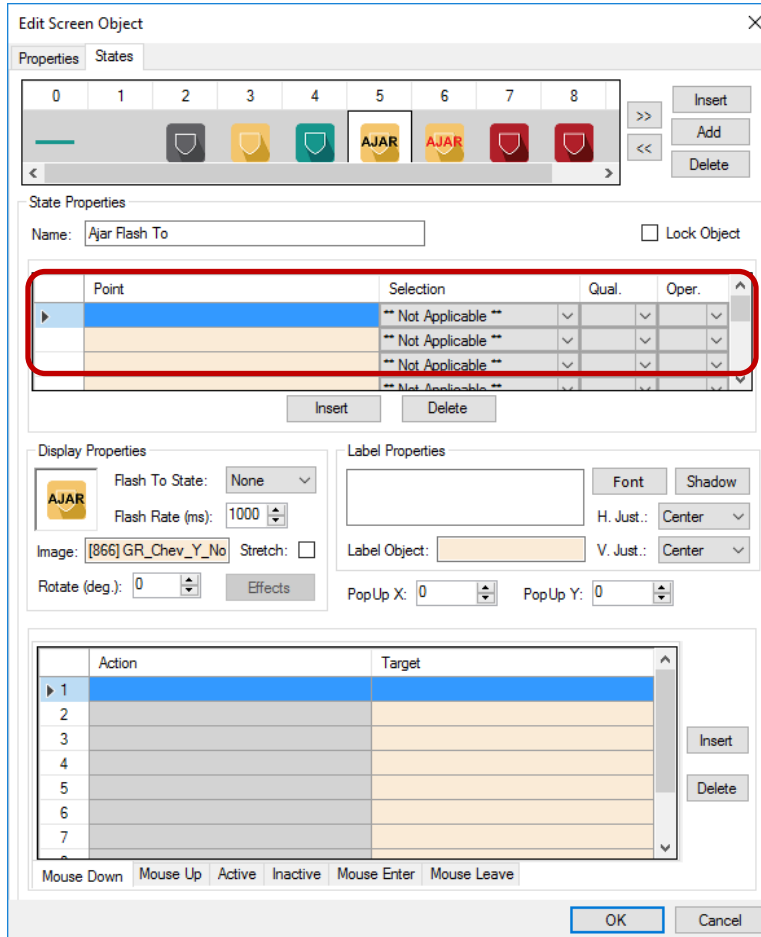 Edit Screen Object
Properties States
0 1 2 3 4 5 6 7 8
AJAR AJAR
>>
<<
Insert
Add
Delete
State Properties
Name: Ajar Flash To Lock Object
Point Selection Qual. Oper.
** Not Applicable **
** Not Applicable **
** Not Applicable **
** Not Applicable **
Insert Delete
Display Properties
AJAR
Flash To State: None
Flash Rate (ms): 1000
Image: [866] GR_Chev_Y_No Stretch:
Rotate (deg.): 0 Effects
Label Properties
Font Shadow
H. Just.: Center
Label Object: V. Just.: Center
PopUp X: 0 PopUp Y: 0
Action Target
1
2
3
4
5
6
7
Insert
Delete
Mouse Down Mouse Up Active Inactive Mouse Enter Mouse Leave
OK Cancel